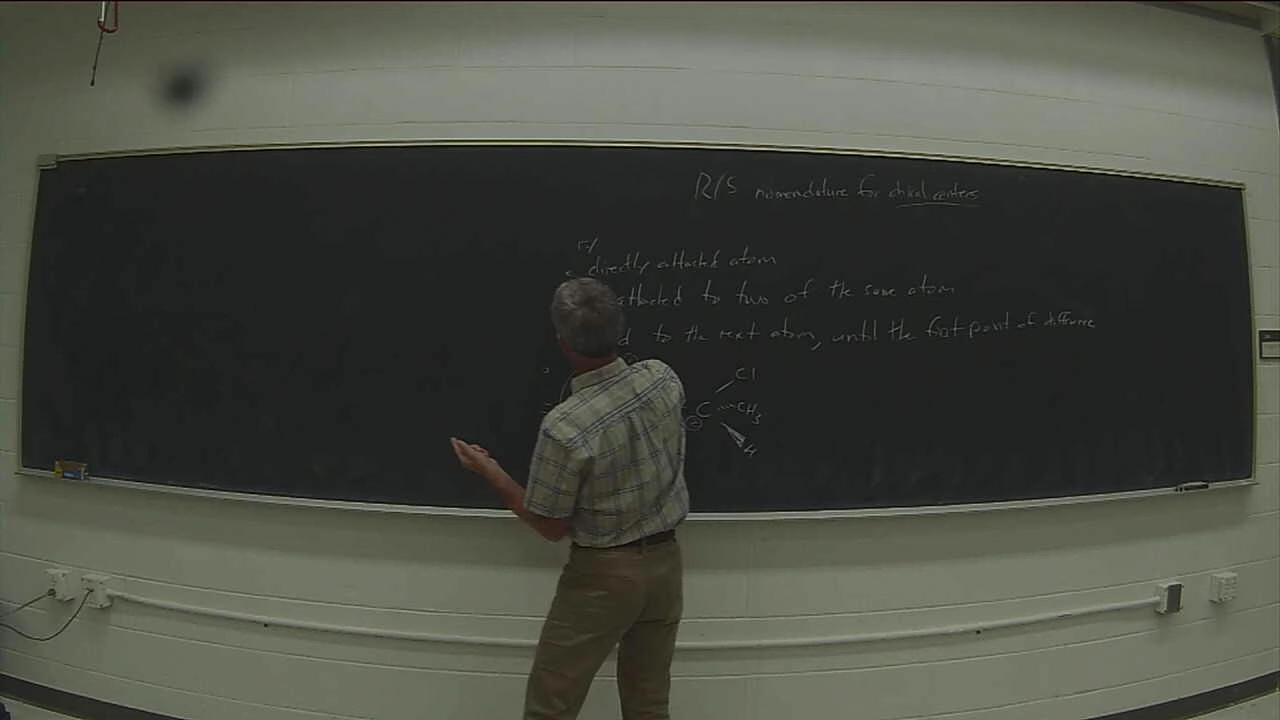 R/S nomenclature for chiral centers
directly attached atom
attached to two of the same atom
d to the next atom, until the first point of difference
Cl
C CH3
H